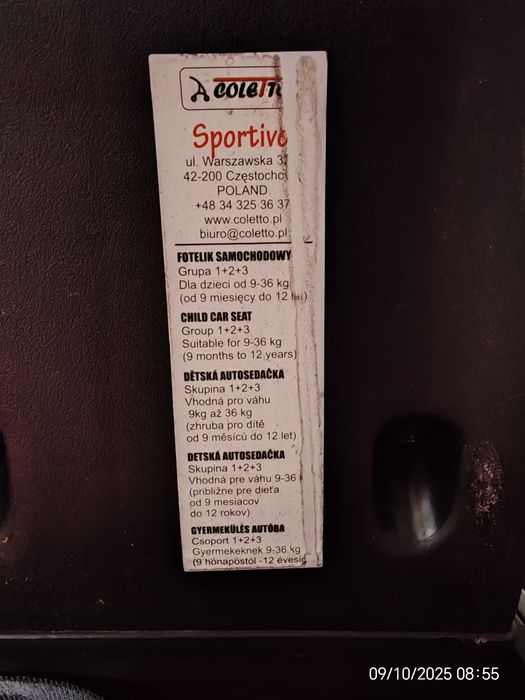 COLETTO
Sportivo
ul. Warszawska
42-200
POLAND
+48 34 325 36 37
www.coletto.pl
biuro@coletto.pl
FOTELIK SAMOCHODOWY
Grupa 1+2+3
Dla dzieci od 9-36 kg
(od 9 miesięcy do 12 lat)
CHILD CAR SEAT
Group 1+2+3
Suitable for 9-36 kg
(9 months to 12 years)
DĚTSKÁ AUTOSEDAČKA
Skupina 1+2+3
Vhodná pro váhu
9kg až 36 kg
(zhruba pro dítě
od 9 měsíců do 12 let)
DETSKÁ AUTOSEDAČKA
Skupina 1+2+3
Vhodná pre váhu 9-36
(približne pre dieťa
od 9 mesiacov
do 12 rokov)
GYERMEKÜLÉS AUTÓBA
Csoport 1+2+3
Gyermekeknek 9-36 kg
(9 hónapostól -12 évesig
09/10/2025 08:55